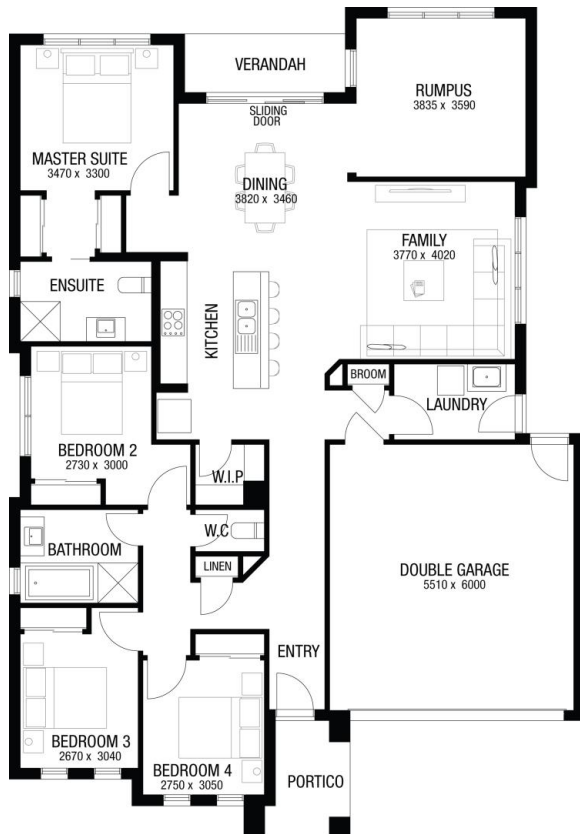 VERANDAH
RUMPUS
3835 x 3590
SLIDING
DOOR
MASTER SUITE
3470 x 3300
DINING
3820 x 3460
FAMILY
3770 x 4020
ENSUITE
KITCHEN
BROOM
LAUNDRY
BEDROOM 2
2730 x 3000
W.I.P
W.C
BATHROOM
LINEN
DOUBLE GARAGE
5510 x 6000
ENTRY
BEDROOM 3
2670 x 3040
BEDROOM 4
2750 x 3050
PORTICO